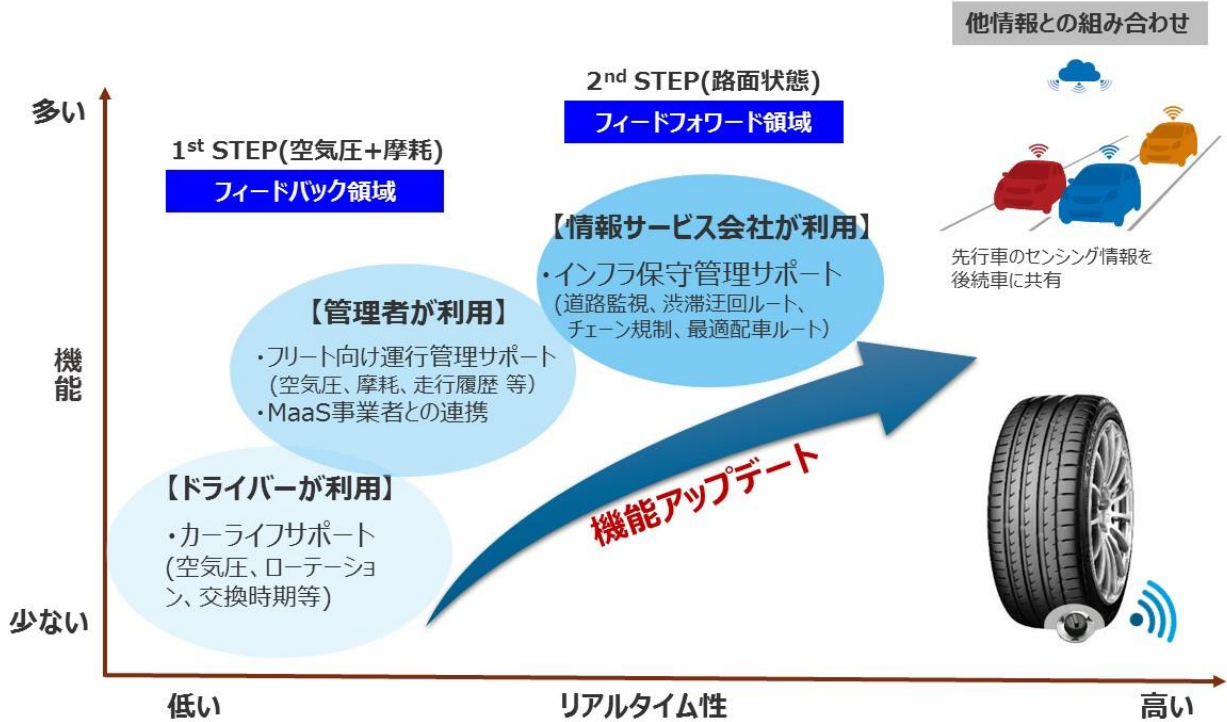 他情報との組み合わせ
2nd STEP(路面状態)
フィードフォワード領域
多い
1st STEP(空気圧+摩耗)
フィードバック領域
【情報サービス会社が利用】
・インフラ保守管理サポート
(道路監視、渋滞迂回ルート、
チェーン規制、最適配車ルート)
先行車のセンシング情報を
後続車に共有
【管理者が利用】
・フリート向け運行管理サポート
(空気圧、摩耗、走行履歴 等)
・MaaS事業者との連携
機能
【ドライバーが利用】
・カーライフサポート
(空気圧、ローテーショ
ン、交換時期等)
機能アップデート
少ない
低い
リアルタイム性
高い